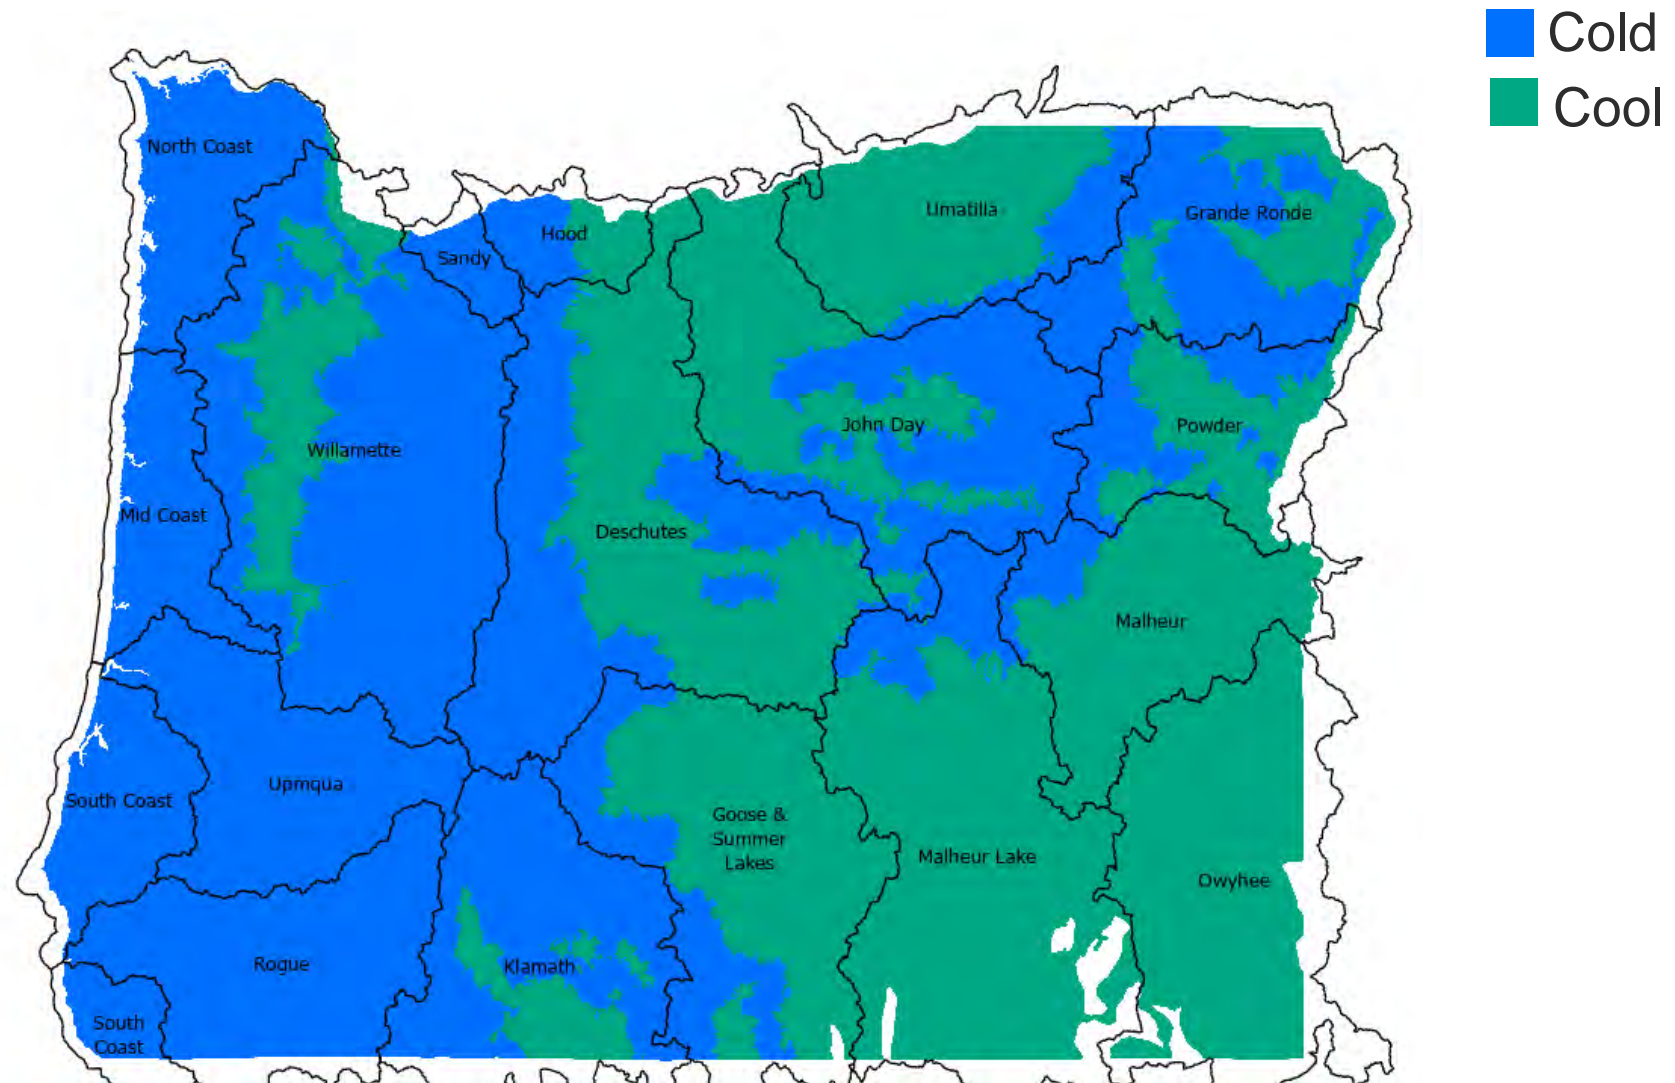 Cold
Cool
North Coast
Umatilla
Grande Ronde
Hood
Sandy
John Day
Powder
Willamette
Mid Coast
Deschutes
Malheur
Upmqua
South Coast
Goose &
Summer
Lakes
Malheur Lake
Owyhee
Rogue
Klamath
South
Coast